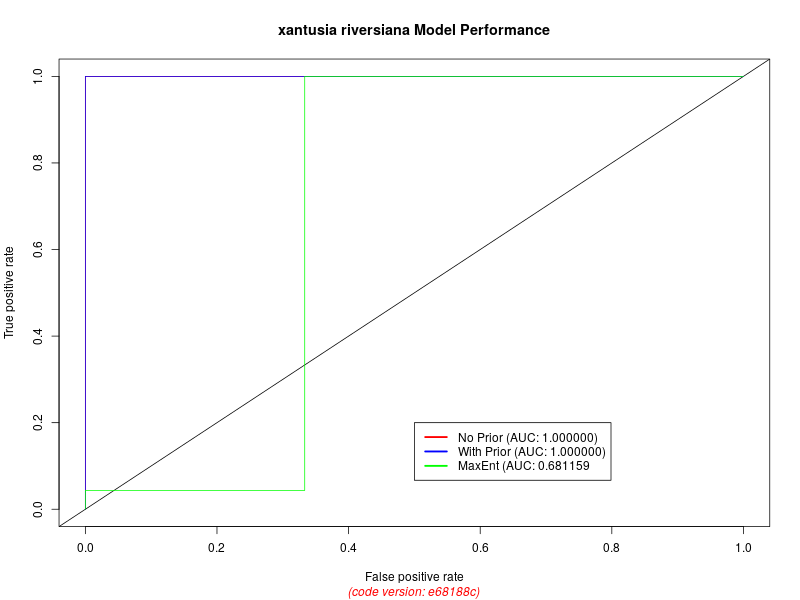 xantusia riversiana Model Performance
True positive rate
1.0
0.8
0.6
0.4
0.2
0.0
No Prior (AUC: 1.000000)
With Prior (AUC: 1.000000)
MaxEnt (AUC: 0.681159
0.0 0.2 0.4 0.6 0.8 1.0
False positive rate
(code version: e68188c)